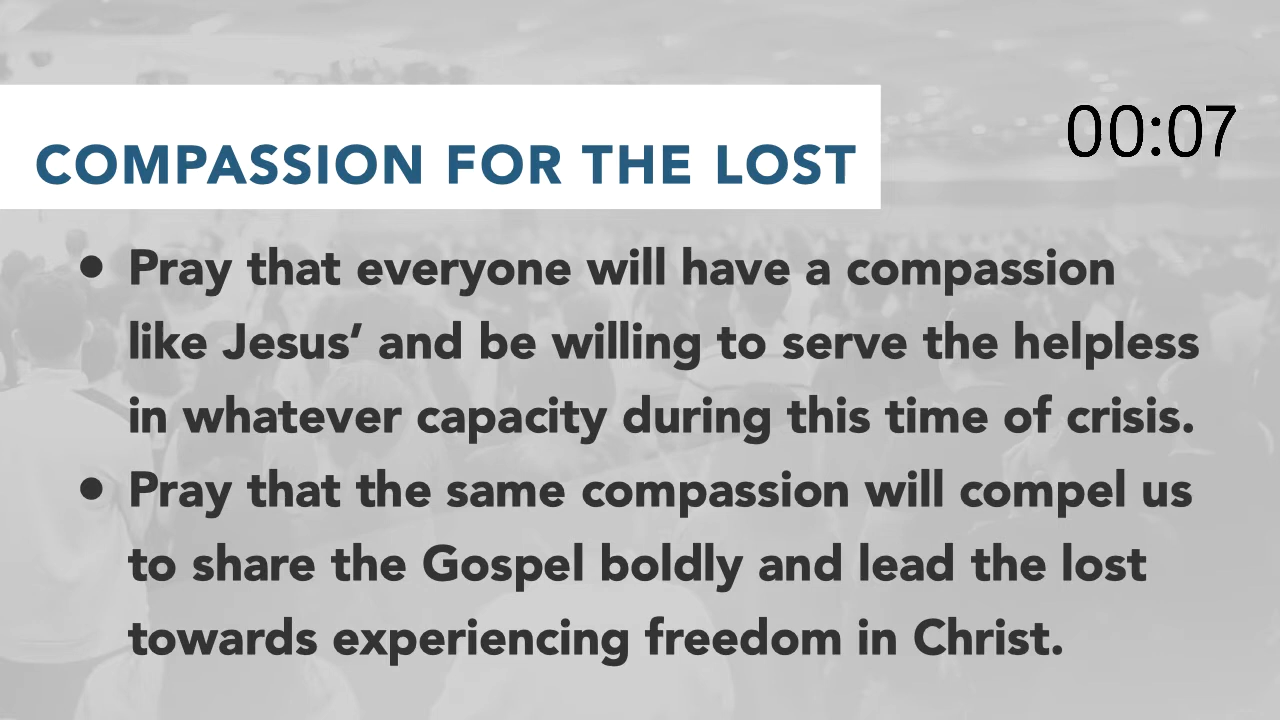 COMPASSION FOR THE LOST
00:07
• Pray that everyone will have a compassion
like Jesus’ and be willing to serve the helpless
in whatever capacity during this time of crisis.
• Pray that the same compassion will compel us
to share the Gospel boldly and lead the lost
towards experiencing freedom in Christ.